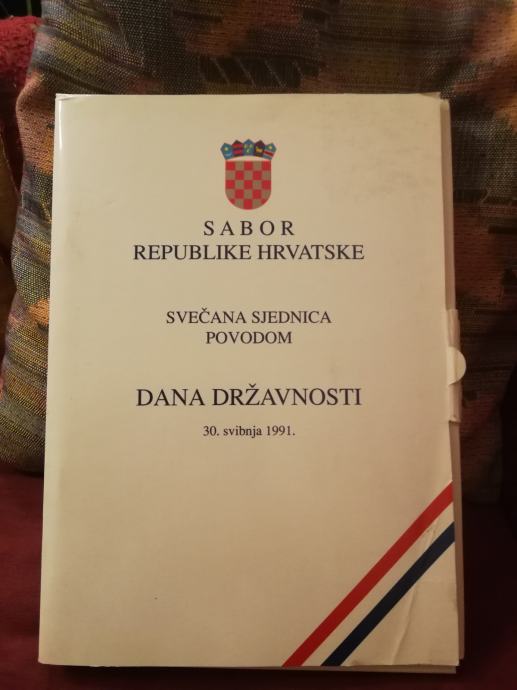 SABOR
REPUBLIKE HRVATSKE
SVEČANA SJEDNICA
POVODOM
DANA DRŽAVNOSTI
30. svibnja 1991.